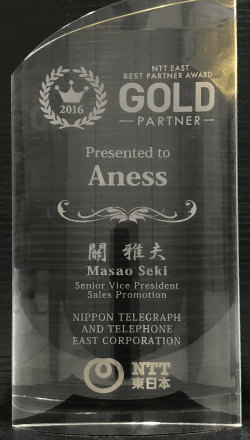 NTT EAST
BEST PARTNER AWARD
2016
GOLD
PARTNER
Presented to
Aness
關 雅夫
Masao Seki
Senior Vice President
Sales Promotion
NIPPON TELEGRAPH
AND TELEPHONE
EAST CORPORATION
NTT
東日本